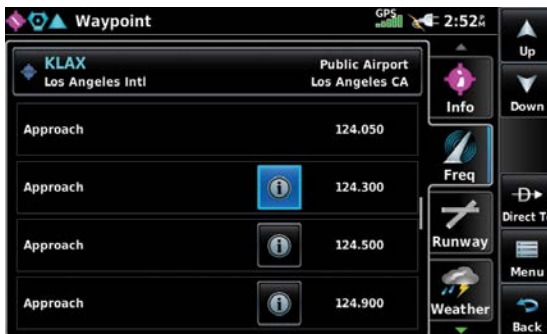 Waypoint
GPS
2:52
Up
KLAX
Los Angeles Intl
Public Airport
Los Angeles CA
Info
Down
Approach
124.050
Approach
124.300
Freq
Direct T
Approach
124.500
Runway
Menu
Approach
124.900
Weather
Back